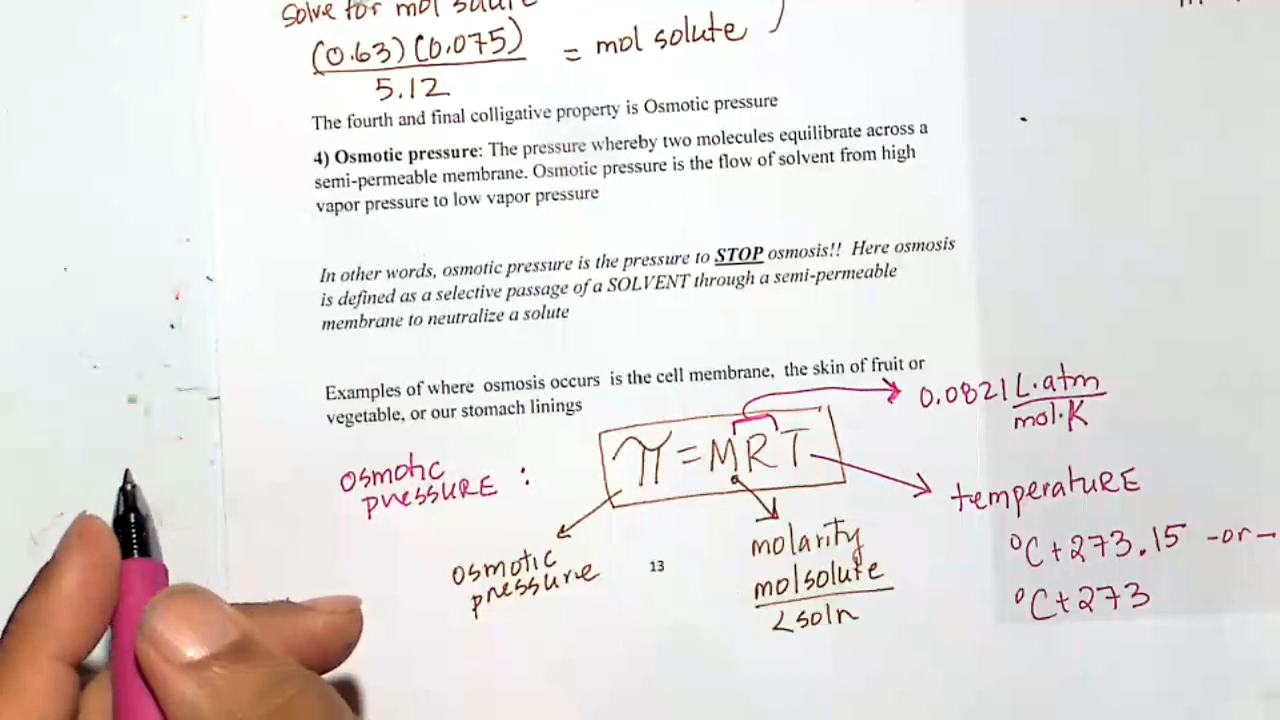 Solve for mol solute
(0.63)(0.075)
5.12
= mol solute
The fourth and final colligative property is Osmotic pressure
4) Osmotic pressure: The pressure whereby two molecules equilibrate across a
semi-permeable membrane. Osmotic pressure is the flow of solvent from high
vapor pressure to low vapor pressure
In other words, osmotic pressure is the pressure to STOP osmosis!! Here osmosis
is defined as a selective passage of a SOLVENT through a semi-permeable
membrane to neutralize a solute
Examples of where osmosis occurs is the cell membrane, the skin of fruit or
vegetable, or our stomach linings
0.0821 L·atm
mol·K
osmotic
pressure :
π = MRT
temperature
°C + 273.15 -or-
°C + 273
osmotic
pressure
13
molarity
mol solute
L soln